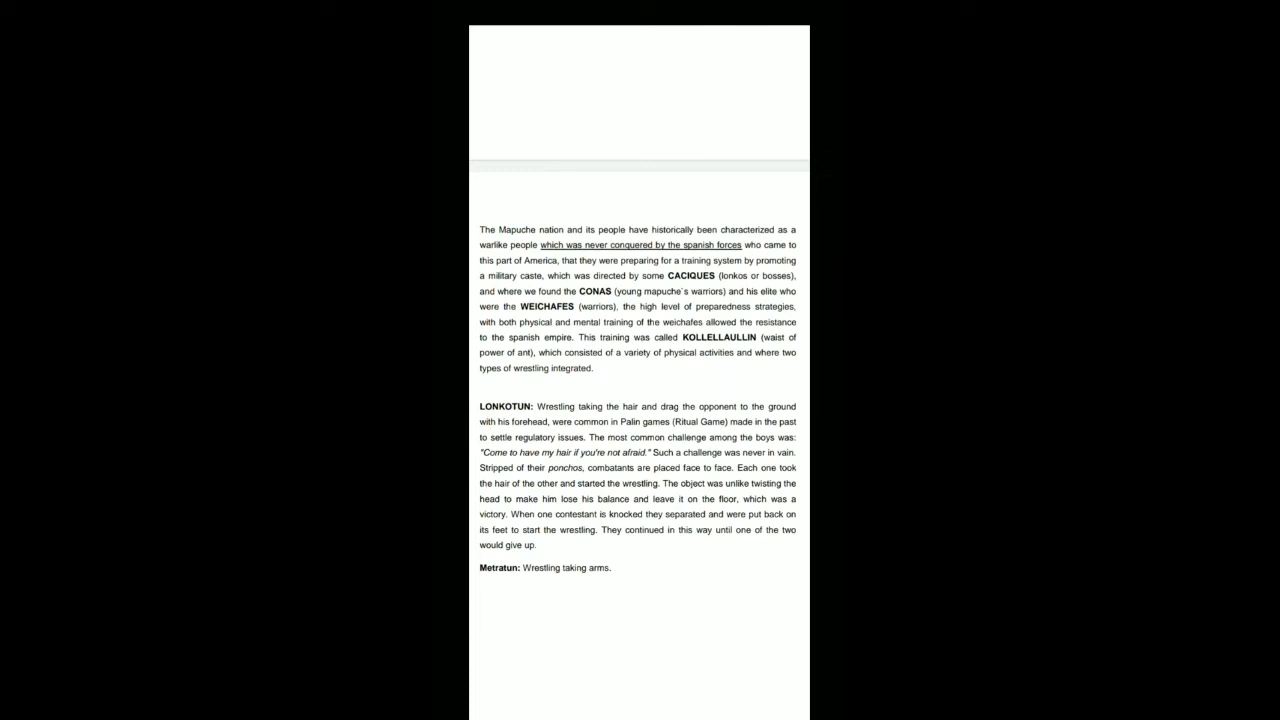 The Mapuche nation and its people have historically been characterized as a
warlike people which was never conquered by the spanish forces who came to
this part of America, that they were preparing for a training system by promoting
a military caste, which was directed by some CACIQUES (lonkos or bosses),
and where we found the CONAS (young mapuche`s warriors) and his elite who
were the WEICHAFES (warriors), the high level of preparedness strategies,
with both physical and mental training of the weichafes allowed the resistance
to the spanish empire. This training was called KOLLELLAULLIN (waist of
power of ant), which consisted of a variety of physical activities and where two
types of wrestling integrated.
LONKOTUN: Wrestling taking the hair and drag the opponent to the ground
with his forehead, were common in Palin games (Ritual Game) made in the past
to settle regulatory issues. The most common challenge among the boys was:
"Come to have my hair if you're not afraid." Such a challenge was never in vain.
Stripped of their ponchos, combatants are placed face to face. Each one took
the hair of the other and started the wrestling. The object was unlike twisting the
head to make him lose his balance and leave it on the floor, which was a
victory. When one contestant is knocked they separated and were put back on
its feet to start the wrestling. They continued in this way until one of the two
would give up.
Metratun: Wrestling taking arms.